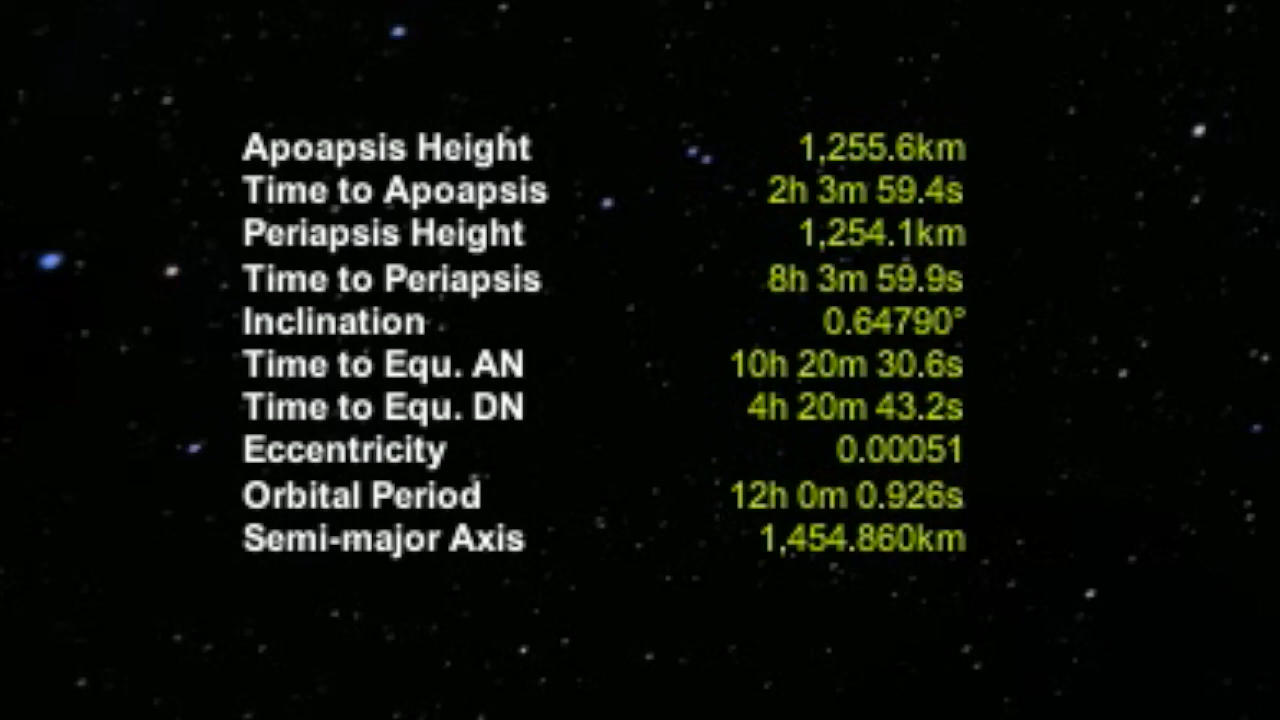 Apoapsis Height 1,255.6km
Time to Apoapsis 2h 3m 59.4s
Periapsis Height 1,254.1km
Time to Periapsis 8h 3m 59.9s
Inclination 0.64790°
Time to Equ. AN 10h 20m 30.6s
Time to Equ. DN 4h 20m 43.2s
Eccentricity 0.00051
Orbital Period 12h 0m 0.926s
Semi-major Axis 1,454.860km